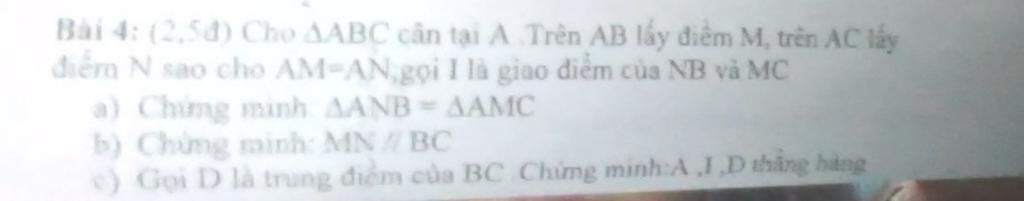 Bài 4: (2,5đ) Cho ΔABC cân tại A .Trên AB lấy điểm M, trên AC lấy
điểm N sao cho AM=AN,gọi I là giao điểm của NB và MC
a) Chứng minh: ΔANB = ΔAMC
b) Chứng minh: MN // BC
c) Gọi D là trung điểm của BC .Chứng minh:A ,I ,D thẳng hàng